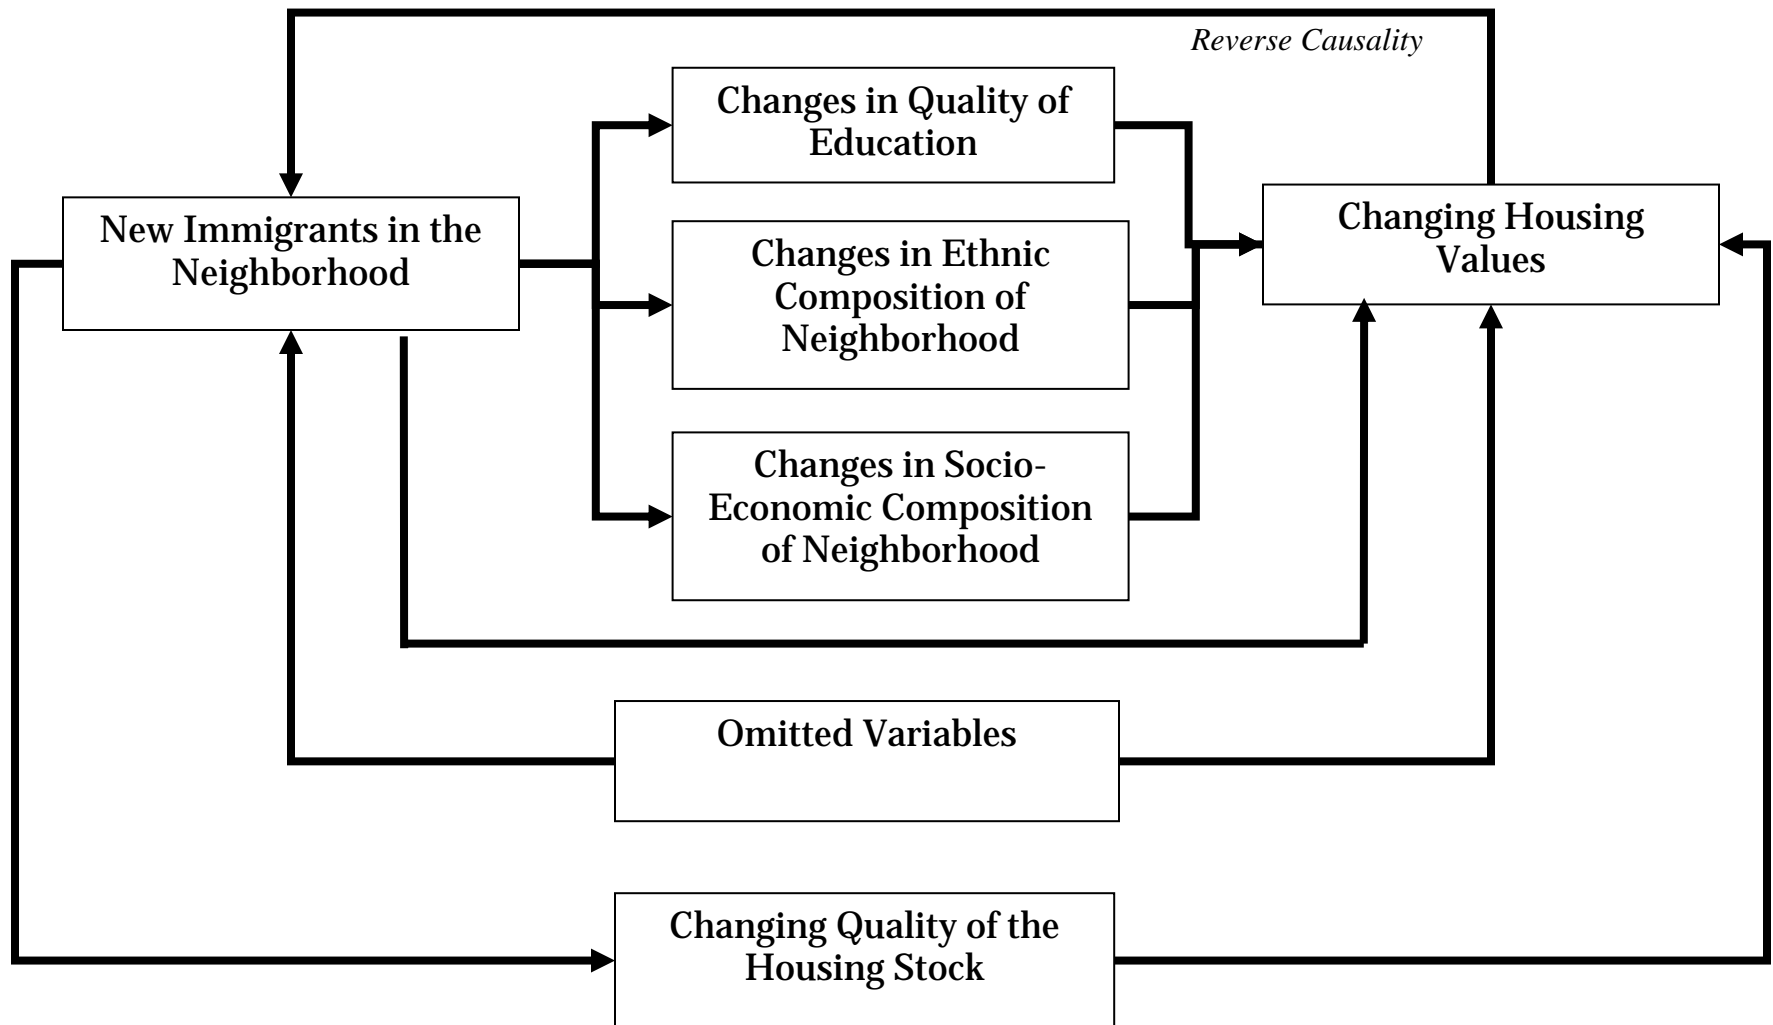 Reverse Causality
Changes in Quality of
Education
New Immigrants in the
Neighborhood
Changes in Ethnic
Composition of
Neighborhood
Changing Housing
Values
Changes in Socio-
Economic Composition
of Neighborhood
Omitted Variables
Changing Quality of the
Housing Stock